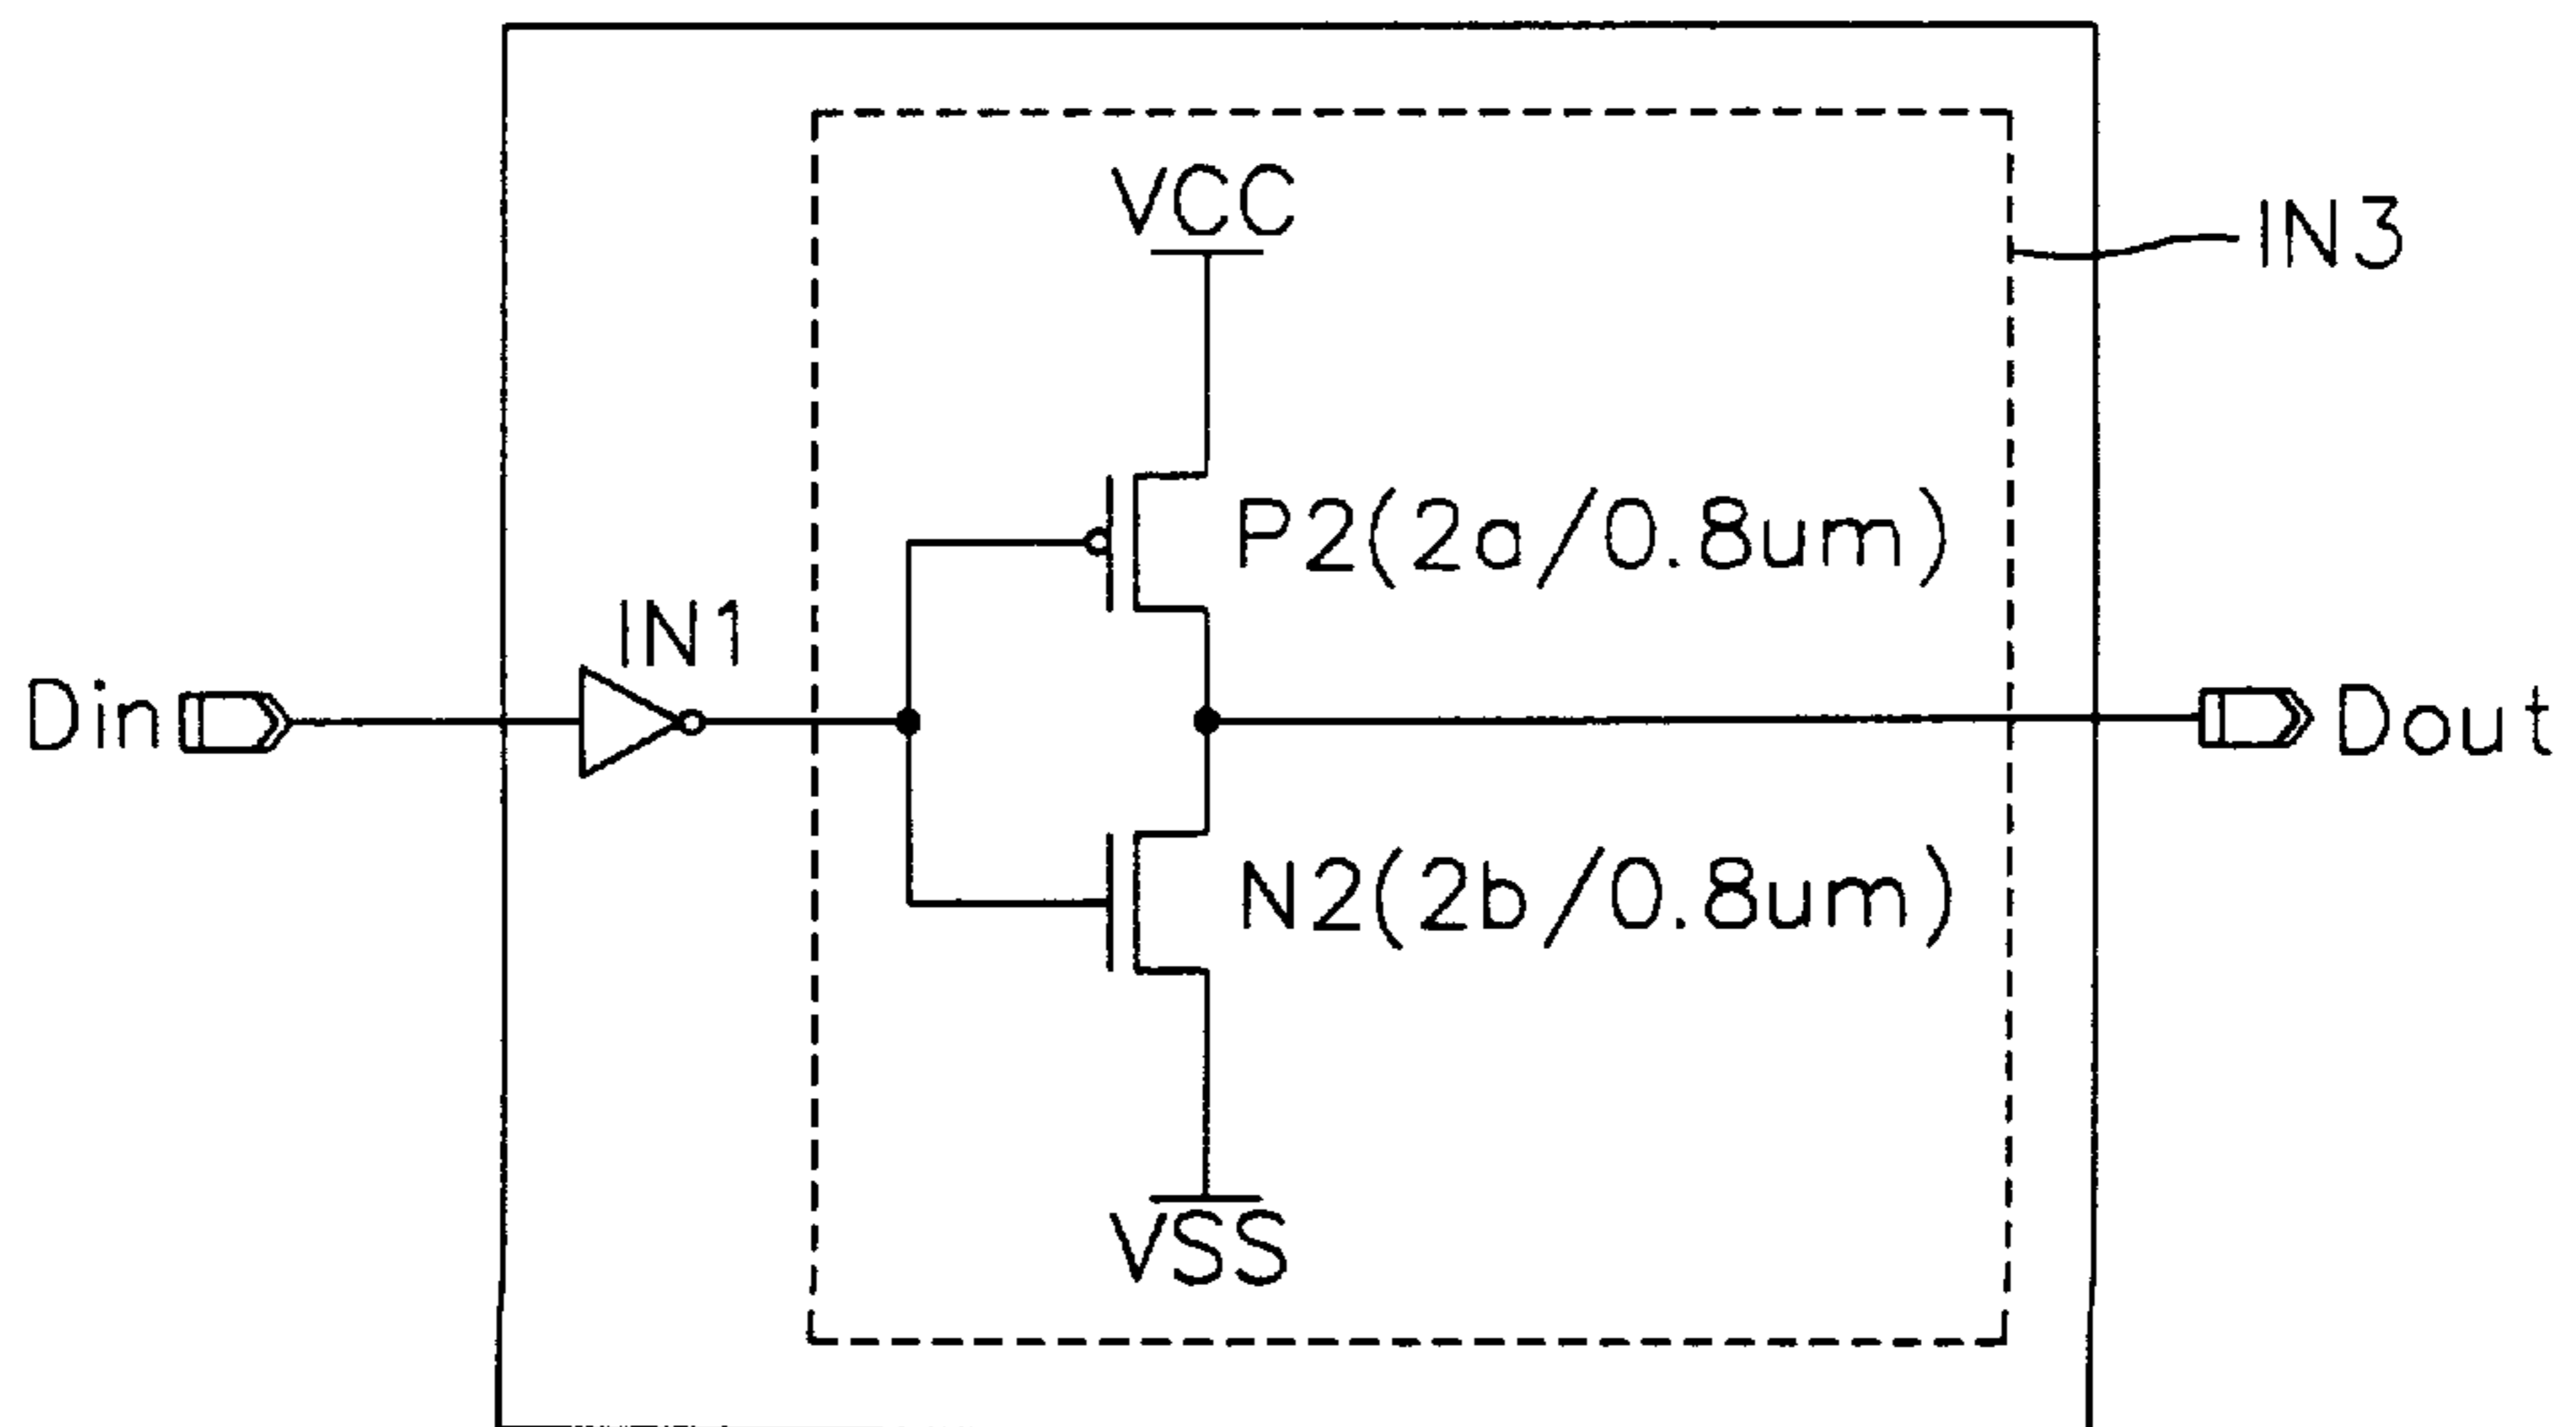 VCC
IN3
P2(2a/0.8um)
IN1
Din
Dout
N2(2b/0.8um)
VSS